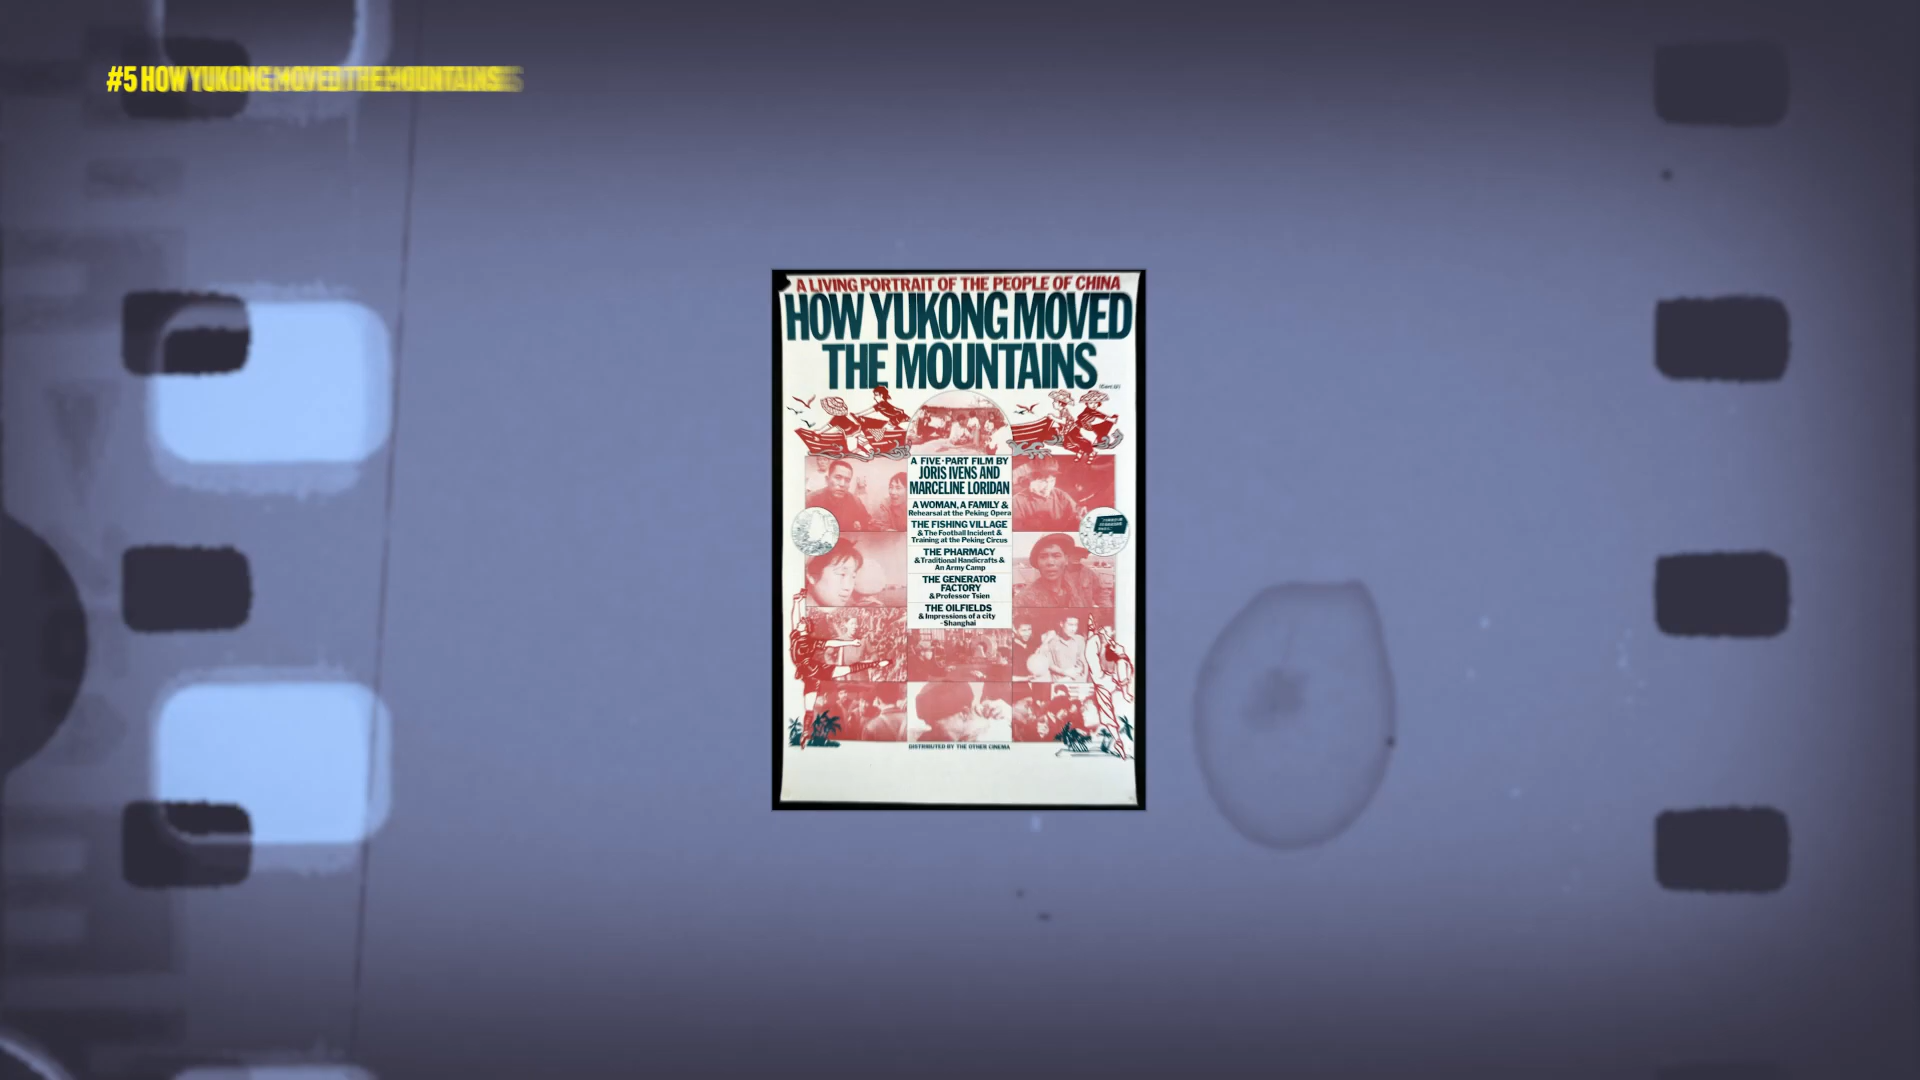 #5 HOW YUKONG MOVED THE MOUNTAINS
A LIVING PORTRAIT OF THE PEOPLE OF CHINA
HOW YUKONG MOVED
THE MOUNTAINS
A FIVE-PART FILM BY
JORIS IVENS AND
MARCELINE LORIDAN
A WOMAN, A FAMILY &
Rehearsal at the Peking Opera
THE FISHING VILLAGE
& The Football Incident &
Training at the Peking Circus
THE PHARMACY
& Traditional Handicrafts &
An Army Camp
THE GENERATOR
FACTORY
& Professor Tsien
THE OILFIELDS
& Impressions of a city
-Shanghai
DISTRIBUTED BY THE OTHER CINEMA